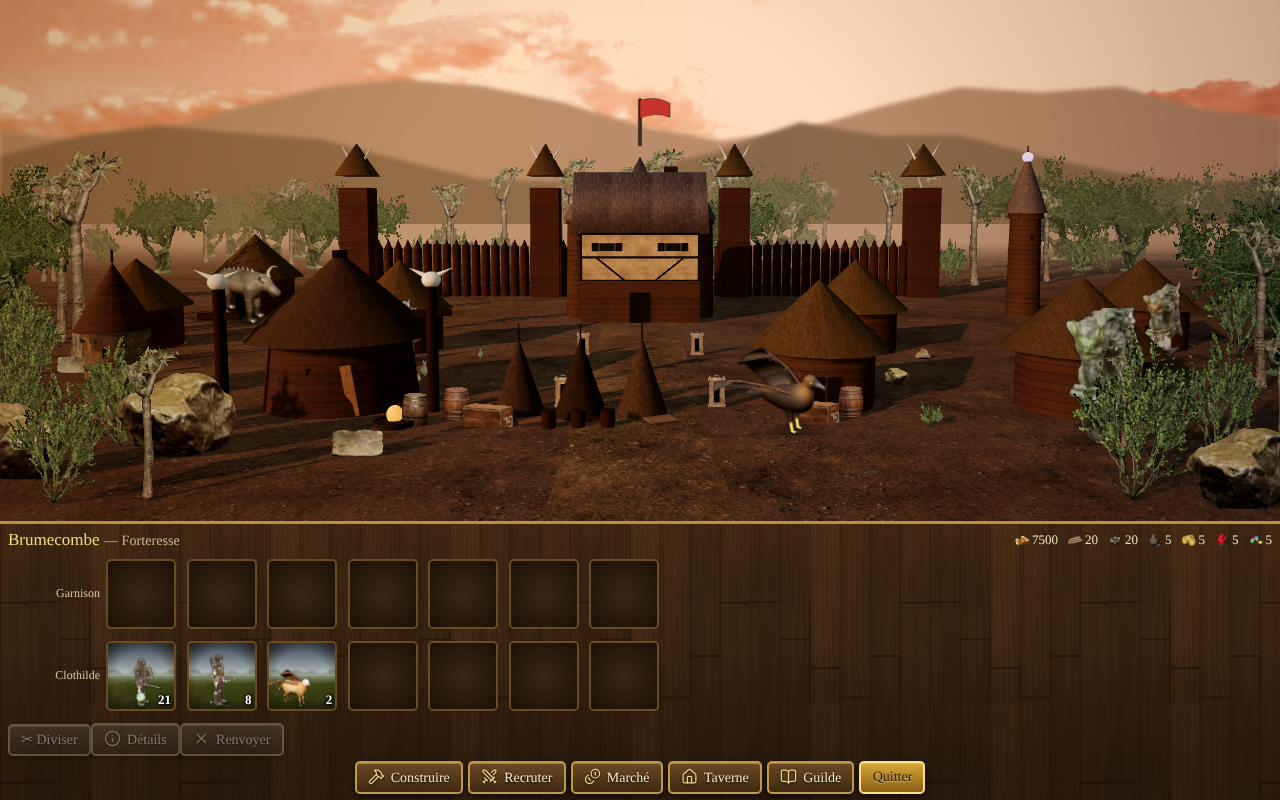 Brumecombe — Forteresse
7500 20 20 5 5 5 5
Garnison
Clothilde
21 8 2
Diviser Détails Renvoyer
Construire Recruter Marché Taverne Guilde Quitter